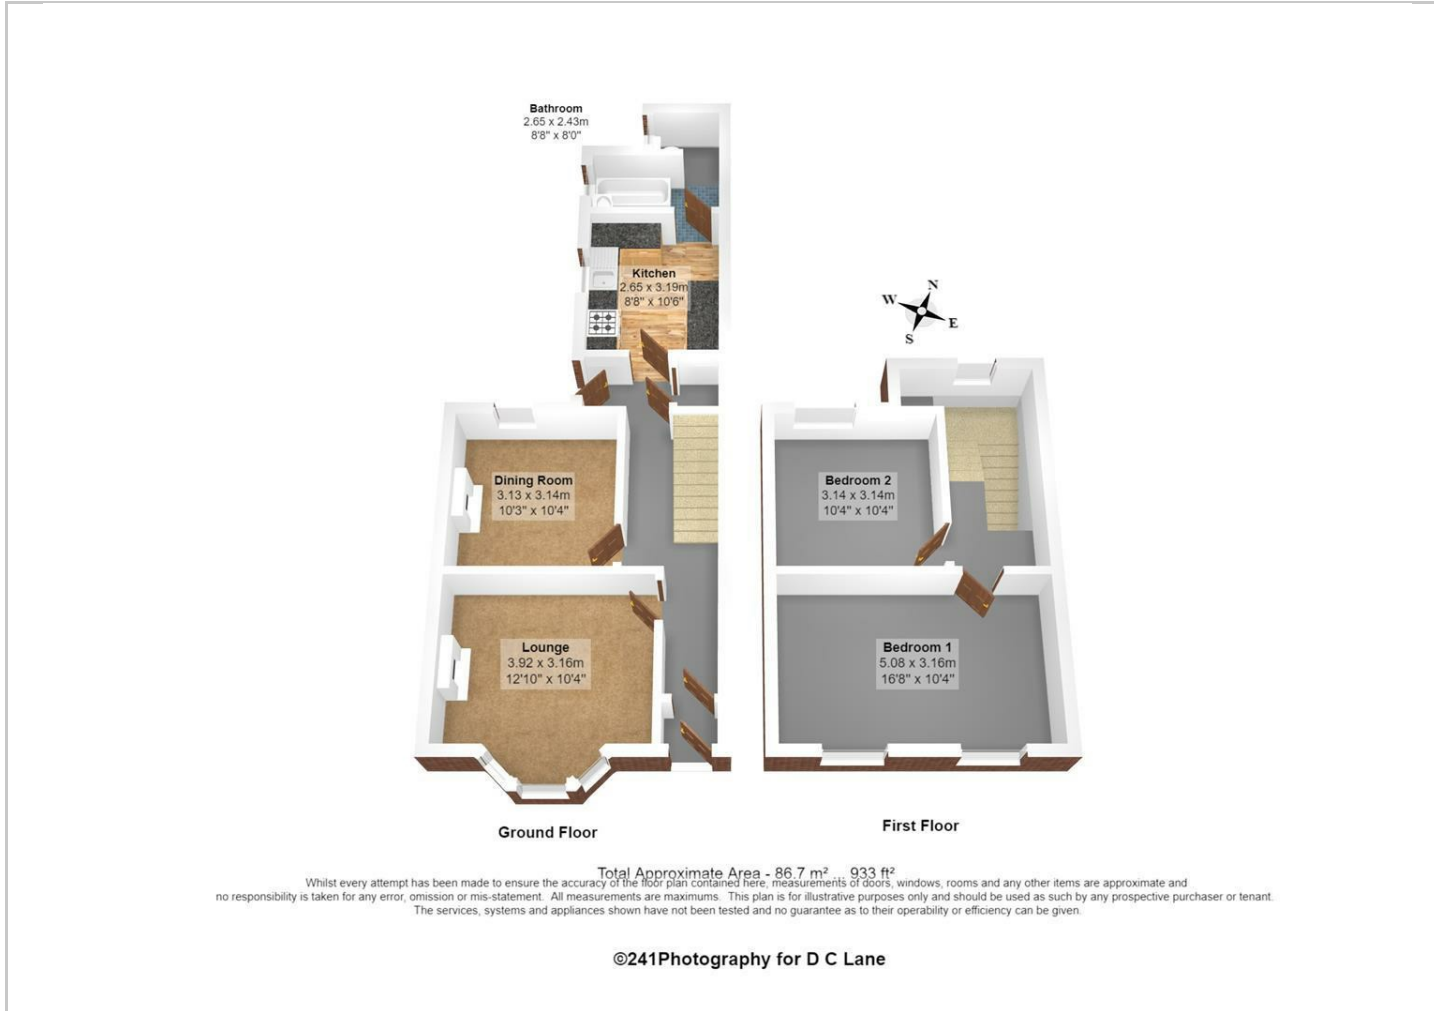 Bathroom
2.65 x 2.43m
8'8" x 8'0"
Kitchen
2.65 x 3.19m
8'8" x 10'6"
N
W
E
S
Dining Room
3.13 x 3.14m
10'3" x 10'4"
Bedroom 2
3.14 x 3.14m
10'4" x 10'4"
Lounge
3.92 x 3.16m
12'10" x 10'4"
Bedroom 1
5.08 x 3.16m
16'8" x 10'4"
Ground Floor
First Floor
Total Approximate Area - 86.7 m² ... 933 ft²
Whilst every attempt has been made to ensure the accuracy of the floor plan contained here, measurements of doors, windows, rooms and any other items are approximate and
no responsibility is taken for any error, omission or mis-statement. All measurements are maximums. This plan is for illustrative purposes only and should be used as such by any prospective purchaser or tenant.
The services, systems and appliances shown have not been tested and no guarantee as to their operability or efficiency can be given.
©241Photography for D C Lane